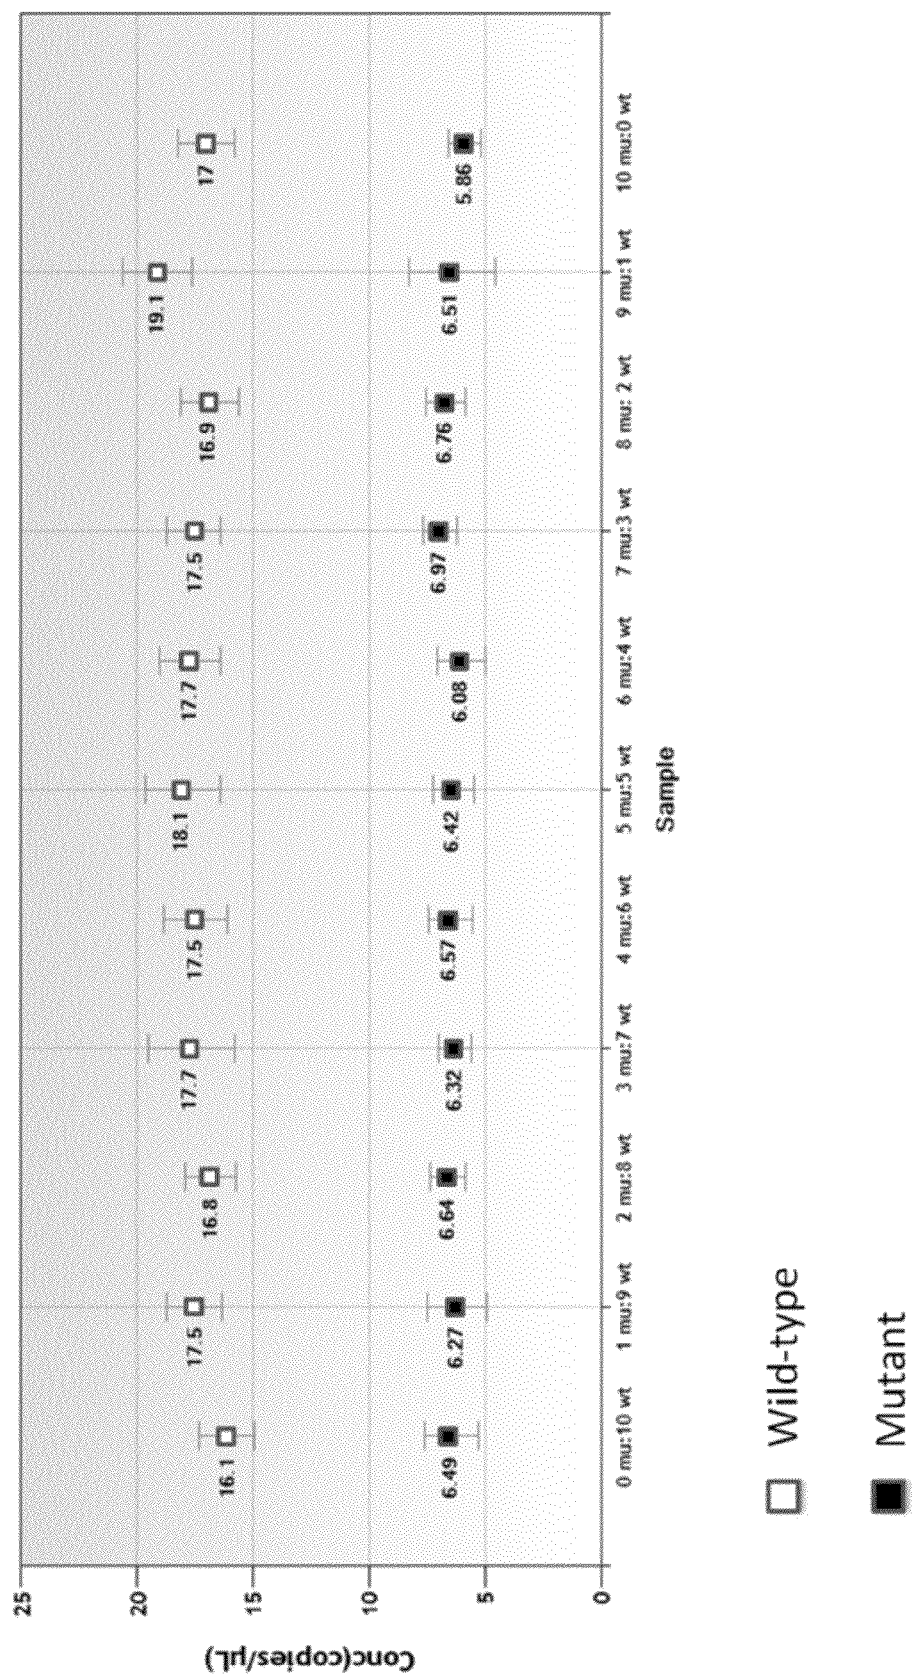 Conc(copies/µL)
25
20
15
10
5
0
16.1
17.5
16.8
17.7
17.5
18.1
17.7
17.5
16.9
19.1
17
6.49
6.27
6.64
6.32
6.57
6.42
6.08
6.97
6.76
6.51
5.86
0 mu:10 wt
1 mu:9 wt
2 mu:8 wt
3 mu:7 wt
4 mu:6 wt
5 mu:5 wt
6 mu:4 wt
7 mu:3 wt
8 mu: 2 wt
9 mu:1 wt
10 mu:0 wt
Sample
Wild-type
Mutant